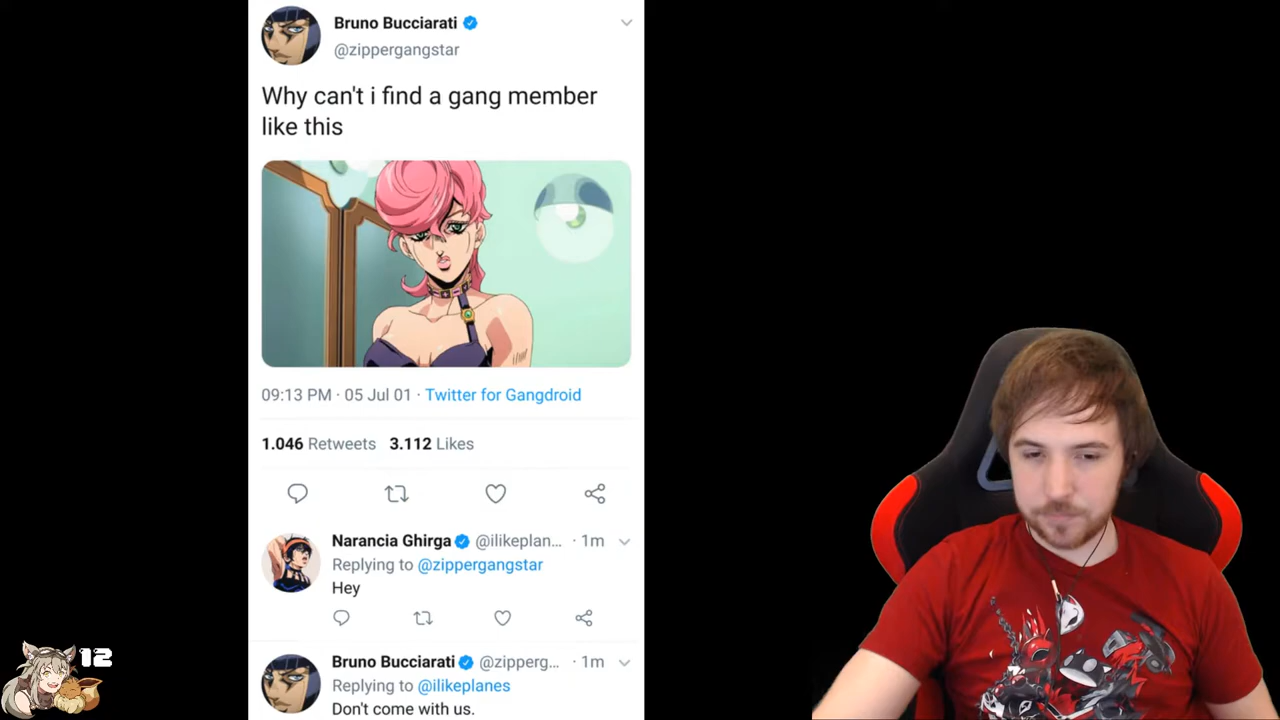 Bruno Bucciarati
@zippergangstar
Why can't i find a gang member
like this
09:13 PM · 05 Jul 01 · Twitter for Gangdroid
1.046 Retweets 3.112 Likes
Narancia Ghirga @ilikeplan... · 1m
Replying to @zippergangstar
Hey
Bruno Bucciarati @zipperg... · 1m
Replying to @ilikeplanes
Don't come with us.
12